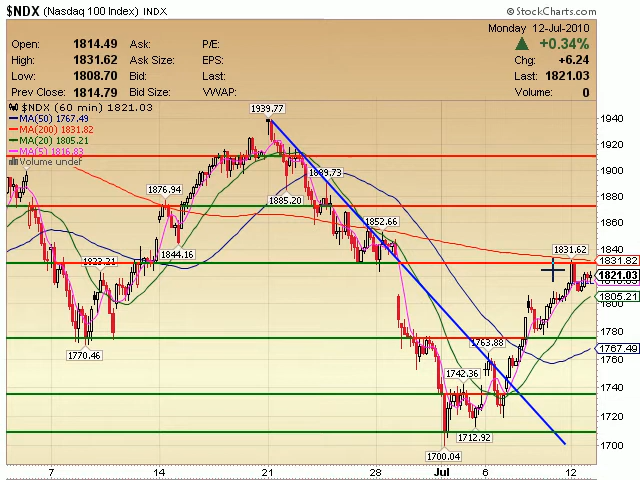 $NDX (Nasdaq 100 Index) INDX
© StockCharts.com
Monday 12-Jul-2010
Open: 1814.49 Ask: P/E: +0.34%
High: 1831.62 Ask Size: EPS: Chg: +6.24
Low: 1808.70 Bid: Last: Last: 1821.03
Prev Close: 1814.79 Bid Size: VWAP: Volume: 0
$NDX (60 min) 1821.03
MA(50) 1767.49
MA(200) 1831.82
MA(20) 1805.21
MA(5) 1816.83
Volume undef
1939.77
1889.73
1876.94
1885.20
1852.66
1844.16
1832.83
1831.62
1823.21
1770.46
1763.88
1742.36
1712.92
1700.04
1940
1920
1900
1880
1860
1840
1831.82
1821.03
1805.21
1800
1780
1767.49
1760
1740
1720
1700
7 14 21 28 Jul 6 12